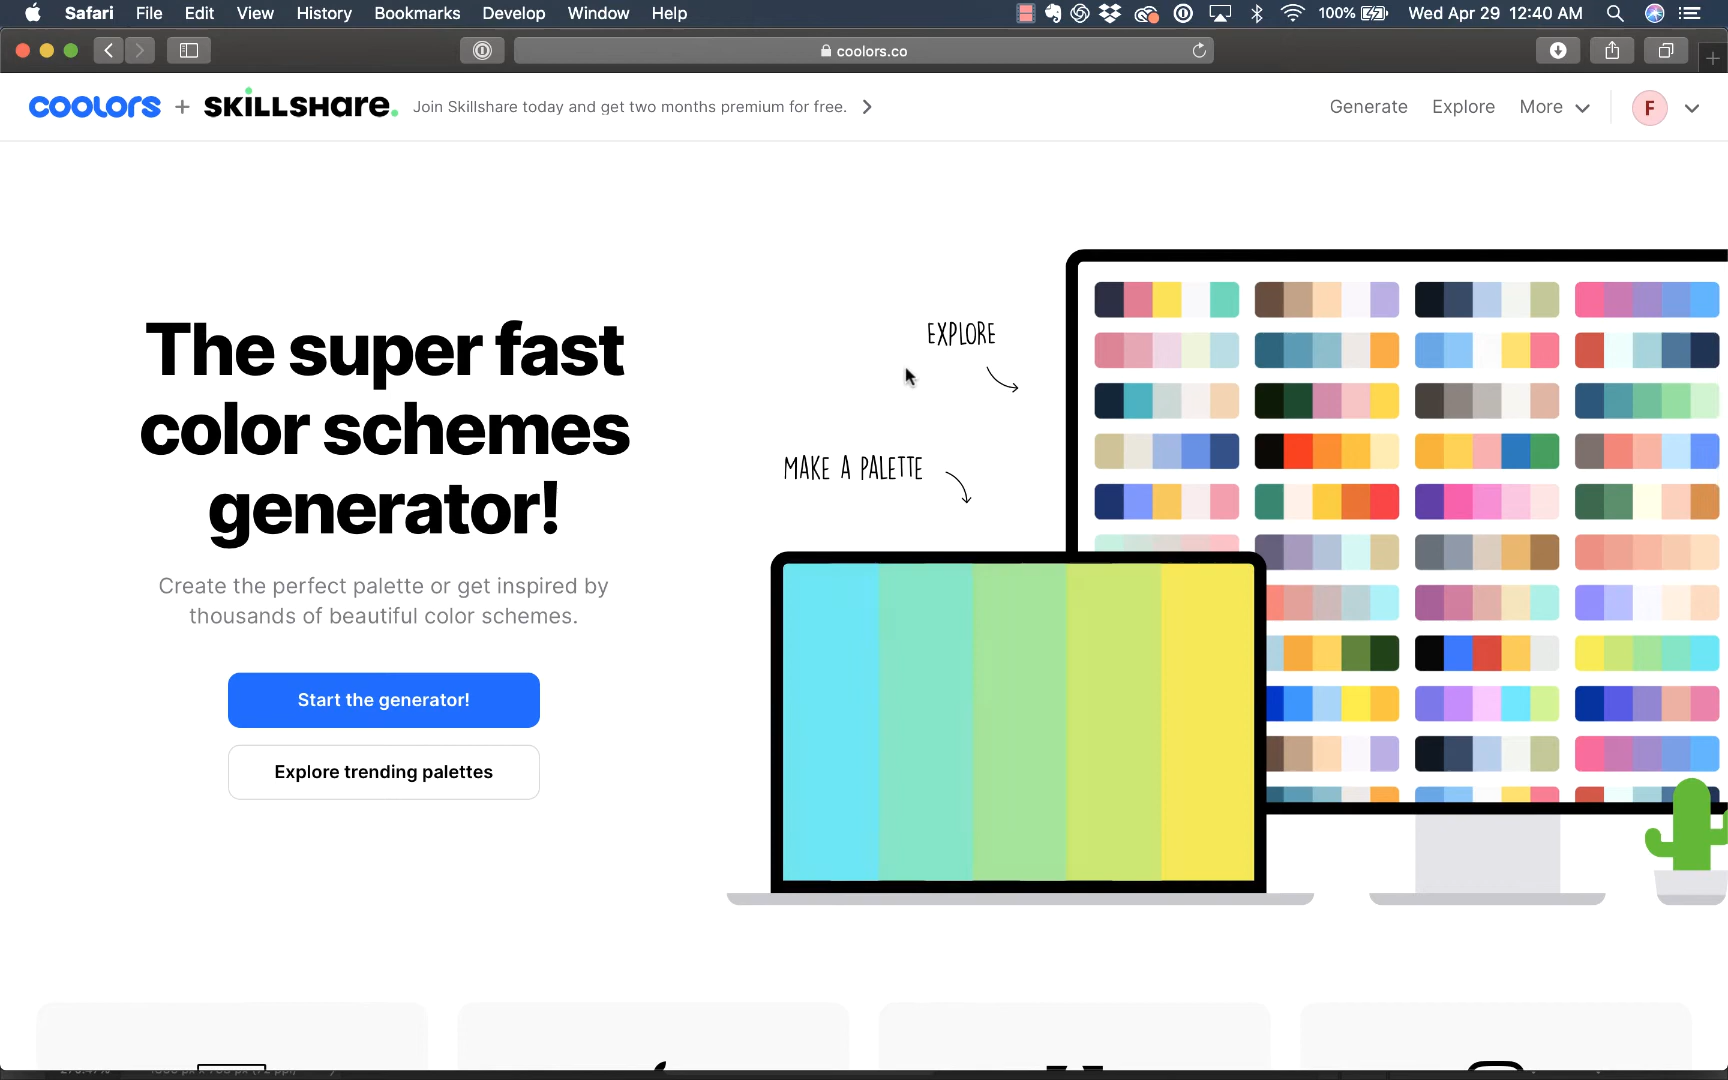 Safari File Edit View History Bookmarks Develop Window Help 100% Wed Apr 29 12:40 AM
coolors.co
coolors + SKILLSHARE. Join Skillshare today and get two months premium for free. Generate Explore More F
The super fast
color schemes
generator!
Create the perfect palette or get inspired by
thousands of beautiful color schemes.
Start the generator!
Explore trending palettes
EXPLORE
MAKE A PALETTE